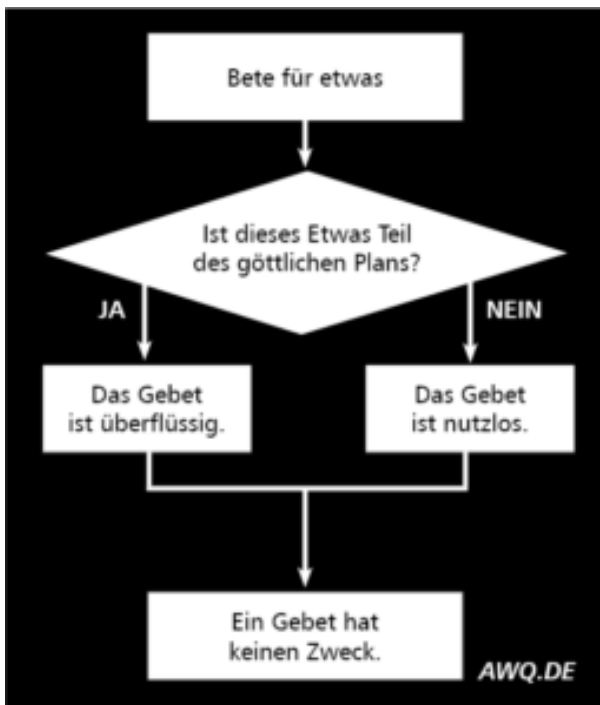 Bete für etwas
Ist dieses Etwas Teil
des göttlichen Plans?
JA
NEIN
Das Gebet
ist überflüssig.
Das Gebet
ist nutzlos.
Ein Gebet hat
keinen Zweck.
AWQ.DE